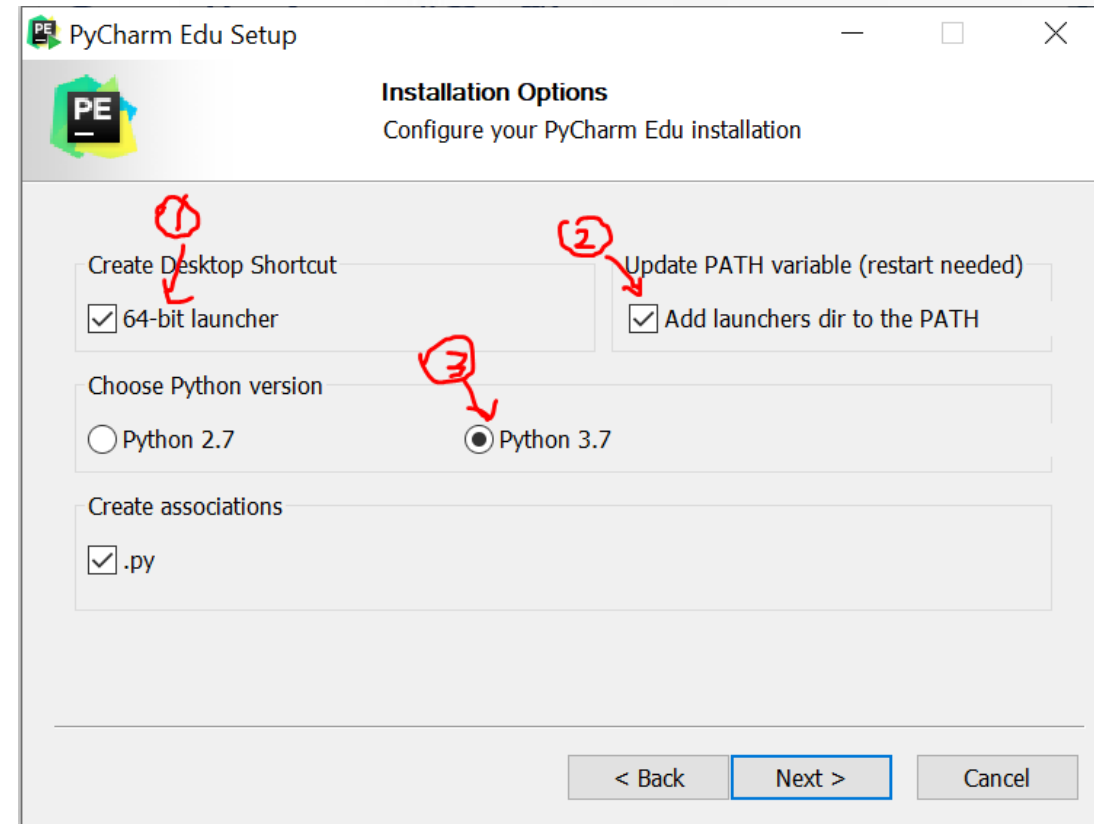 PE PyCharm Edu Setup
PE
Installation Options
Configure your PyCharm Edu installation
1
2
Create Desktop Shortcut
Update PATH variable (restart needed)
64-bit launcher
Add launchers dir to the PATH
3
Choose Python version
Python 2.7
Python 3.7
Create associations
.py
< Back
Next >
Cancel